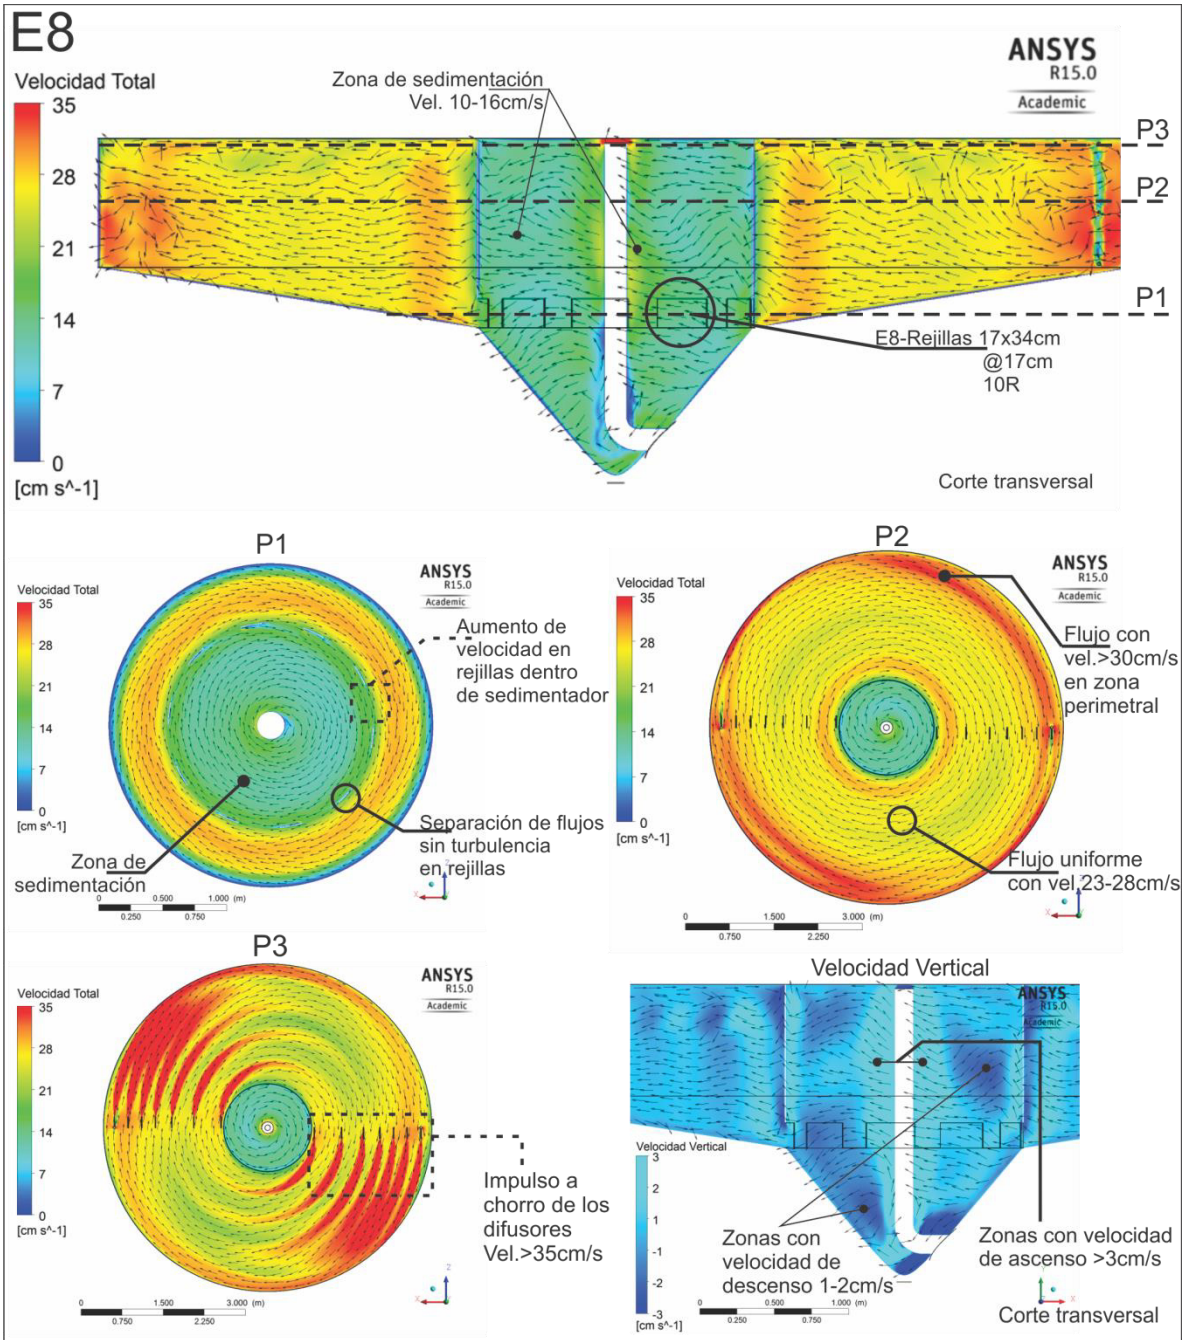 E8
Velocidad Total
35
28
21
14
7
0
[cm s^-1]
Zona de sedimentación
Vel. 10-16cm/s
ANSYS
R15.0
Academic
P3
P2
P1
E8-Rejillas 17x34cm
@17cm
10R
Corte transversal
P1
Velocidad Total
35
28
21
14
7
0
[cm s^-1]
ANSYS
R15.0
Academic
Aumento de
velocidad en
rejillas dentro
de sedimentador
Separación de flujos
sin turbulencia
en rejillas
Zona de
sedimentación
0
0.500
1.000
(m)
0.250
0.750
Z
X
P2
Velocidad Total
35
28
21
14
7
0
[cm s^-1]
ANSYS
R15.0
Academic
Flujo con
vel.>30cm/s
en zona
perimetral
Flujo uniforme
con vel.23-28cm/s
0
1.500
3.000
(m)
0.750
2.250
X
P3
Velocidad Total
35
28
21
14
7
0
[cm s^-1]
ANSYS
R15.0
Academic
Impulso a
chorro de los
difusores
Vel.>35cm/s
0
1.500
3.000
(m)
0.750
2.250
Z
X
Velocidad Vertical
ANSYS
R15.0
Academic
Velocidad Vertical
3
2
1
-1
-2
-3
[cm s^-1]
Zonas con
velocidad de
descenso 1-2cm/s
Zonas con velocidad
de ascenso >3cm/s
0
0.500
1.000
(m)
0.250
0.750
Y
X
Corte transversal